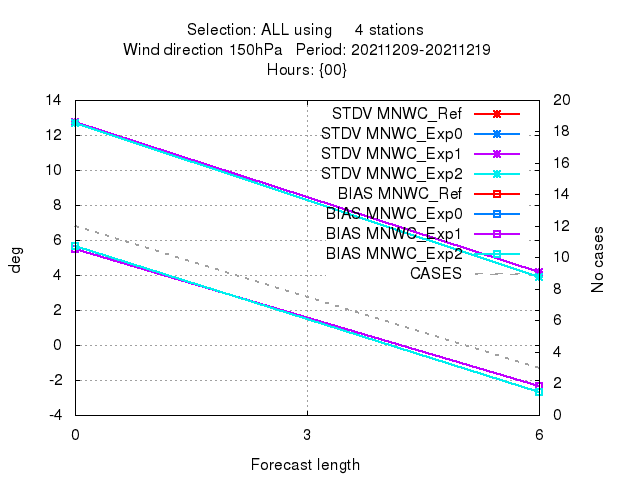 Selection: ALL using     4 stations
Wind direction 150hPa   Period: 20211209-20211219
Hours: {00}
14 20
12 18
10 16
8 14
6 12
4 10
2 8
0 6
-2 4
-4 2
0
STDV MNWC_Ref
STDV MNWC_Exp0
STDV MNWC_Exp1
STDV MNWC_Exp2
BIAS MNWC_Ref
BIAS MNWC_Exp0
BIAS MNWC_Exp1
BIAS MNWC_Exp2
CASES
deg
No cases
0 3 6
Forecast length